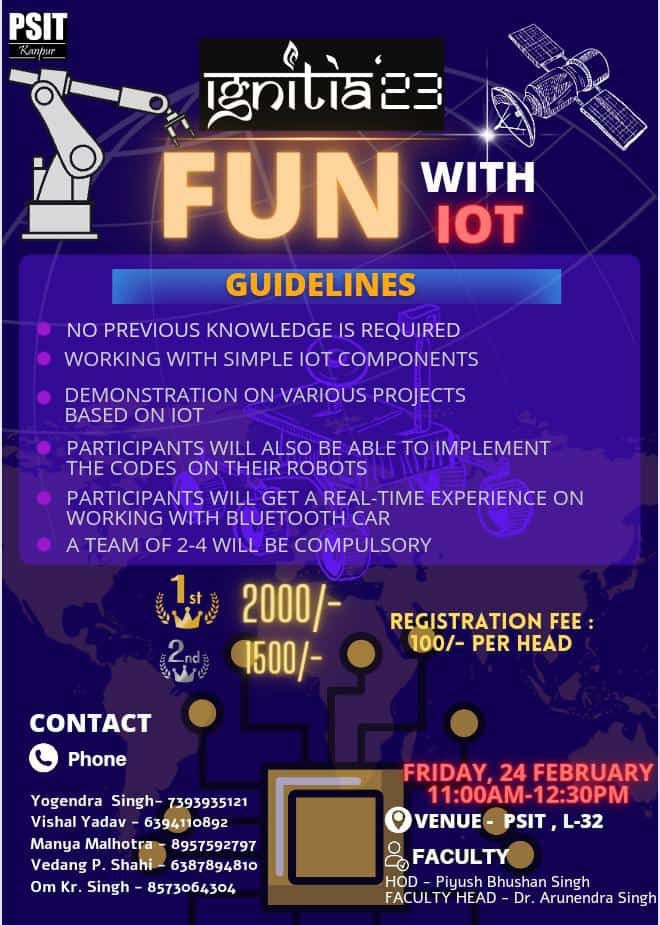 PSIT
Kanpur
ignitia'23
FUN WITH
IOT
GUIDELINES
NO PREVIOUS KNOWLEDGE IS REQUIRED
WORKING WITH SIMPLE IOT COMPONENTS
DEMONSTRATION ON VARIOUS PROJECTS
BASED ON IOT
PARTICIPANTS WILL ALSO BE ABLE TO IMPLEMENT
THE CODES ON THEIR ROBOTS
PARTICIPANTS WILL GET A REAL-TIME EXPERIENCE ON
WORKING WITH BLUETOOTH CAR
A TEAM OF 2-4 WILL BE COMPULSORY
1st 2000/-
2nd 1500/-
REGISTRATION FEE :
100/- PER HEAD
CONTACT
Phone
Yogendra Singh- 7393935121
Vishal Yadav - 6394110892
Manya Malhotra - 8957592797
Vedang P. Shahi - 6387894810
Om Kr. Singh - 8573064304
FRIDAY, 24 FEBRUARY
11:00AM-12:30PM
VENUE - PSIT , L-32
FACULTY
HOD - Piyush Bhushan Singh
FACULTY HEAD - Dr. Arunendra Singh